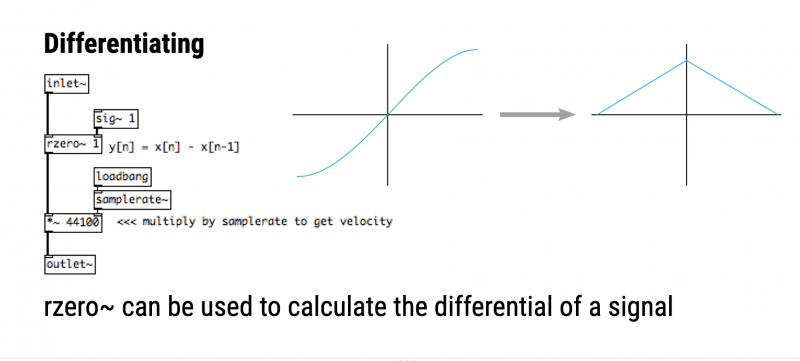 Differentiating
inlet~
sig~ 1
rzero~ 1 y[n] = x[n] - x[n-1]
loadbang
samplerate~
*~ 44100 <<< multiply by samplerate to get velocity
outlet~
rzero~ can be used to calculate the differential of a signal